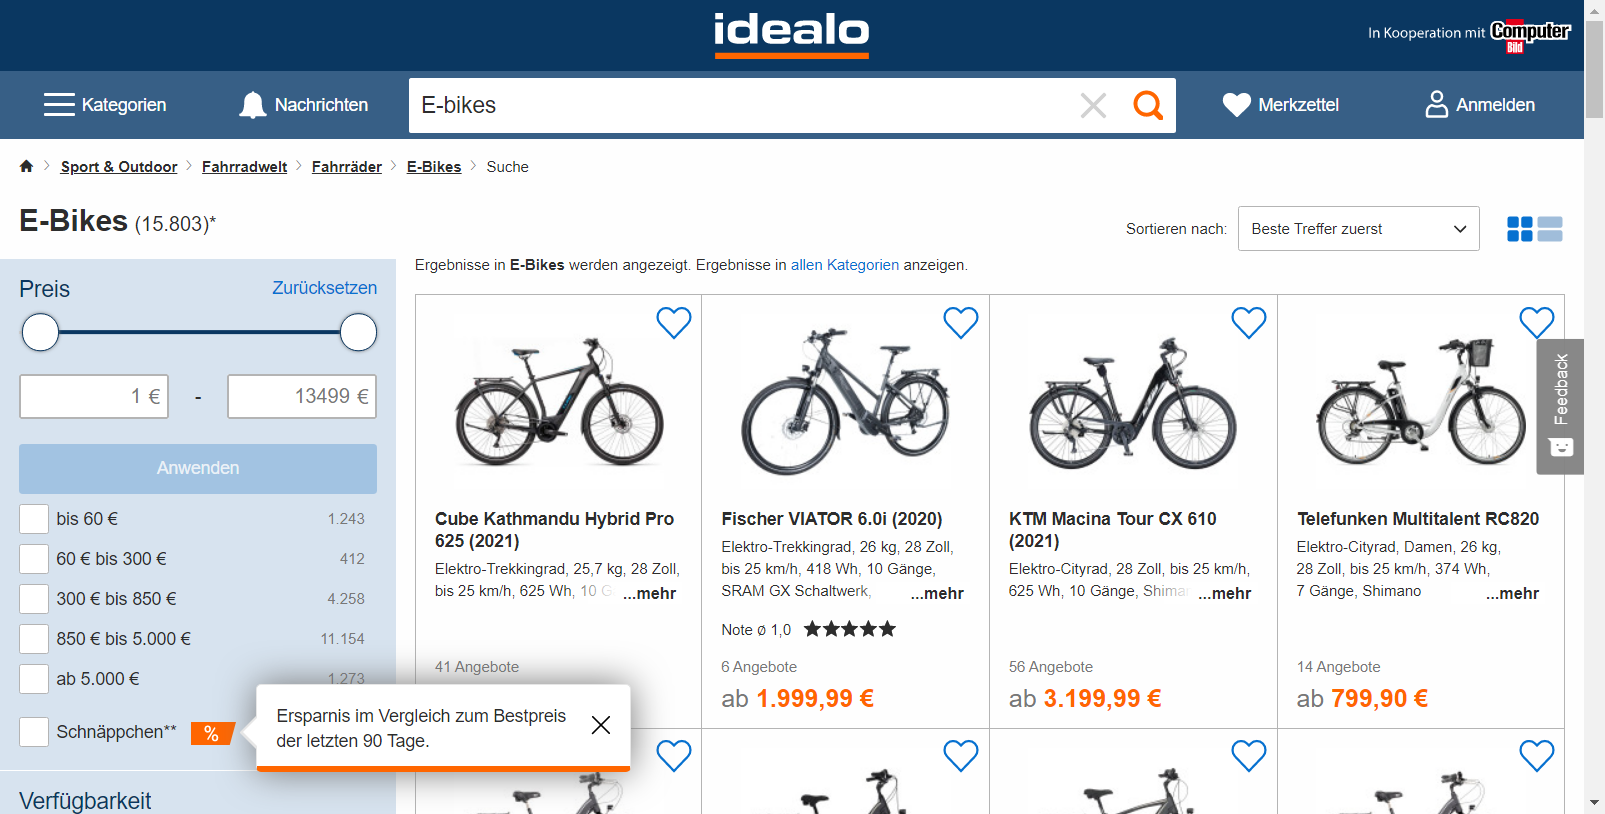 idealo
In Kooperation mit Computer Bild
Kategorien
Nachrichten
E-bikes
Merkzettel
Anmelden
Sport & Outdoor
Fahrradwelt
Fahrräder
E-Bikes
Suche
E-Bikes (15.803)*
Sortieren nach:
Beste Treffer zuerst
Ergebnisse in E-Bikes werden angezeigt. Ergebnisse in allen Kategorien anzeigen.
Preis
Zurücksetzen
1 €
-
13499 €
Anwenden
bis 60 € 1.243
60 € bis 300 € 412
300 € bis 850 € 4.258
850 € bis 5.000 € 11.154
ab 5.000 € 1.273
Schnäppchen** %
Ersparnis im Vergleich zum Bestpreis
der letzten 90 Tage.
Verfügbarkeit
Cube Kathmandu Hybrid Pro
625 (2021)
Elektro-Trekkingrad, 25,7 kg, 28 Zoll,
bis 25 km/h, 625 Wh, 10 G ...mehr
41 Angebote
Fischer VIATOR 6.0i (2020)
Elektro-Trekkingrad, 26 kg, 28 Zoll,
bis 25 km/h, 418 Wh, 10 Gänge,
SRAM GX Schaltwerk, ...mehr
Note ø 1,0
6 Angebote
ab 1.999,99 €
KTM Macina Tour CX 610
(2021)
Elektro-Cityrad, 28 Zoll, bis 25 km/h,
625 Wh, 10 Gänge, Shima ...mehr
56 Angebote
ab 3.199,99 €
Telefunken Multitalent RC820
Elektro-Cityrad, Damen, 26 kg,
28 Zoll, bis 25 km/h, 374 Wh,
7 Gänge, Shimano ...mehr
14 Angebote
ab 799,90 €
Feedback